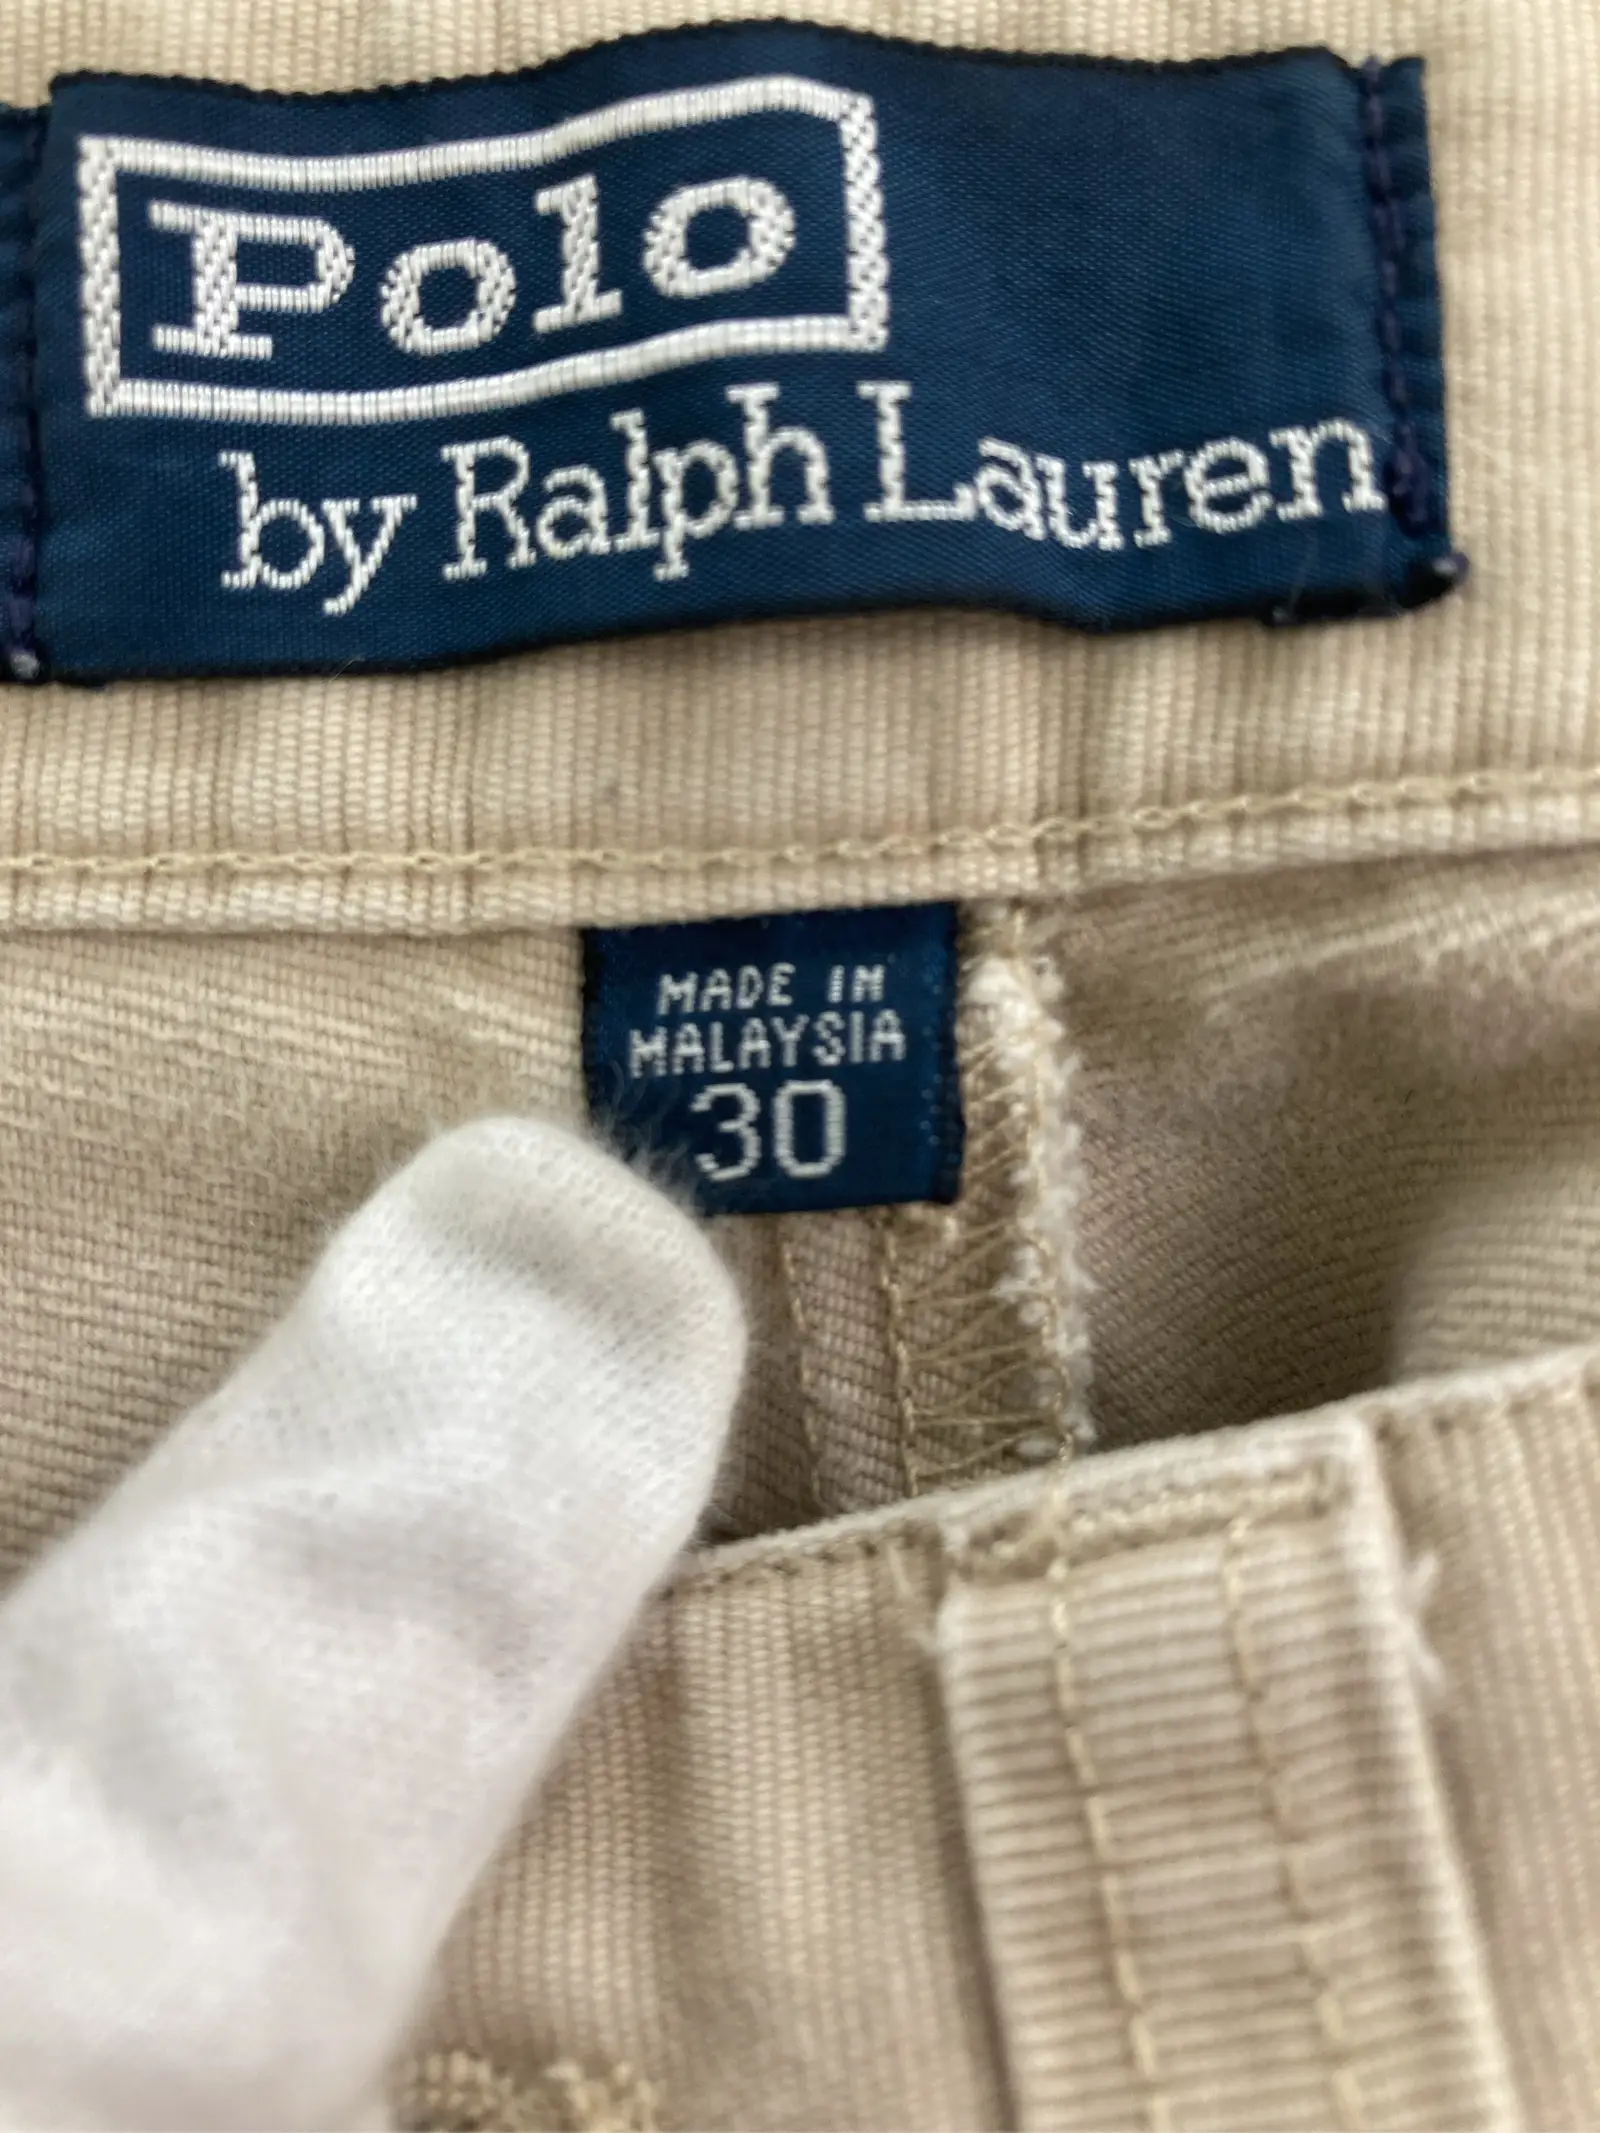 Polo
by Ralph Lauren
MADE IN
MALAYSIA
30